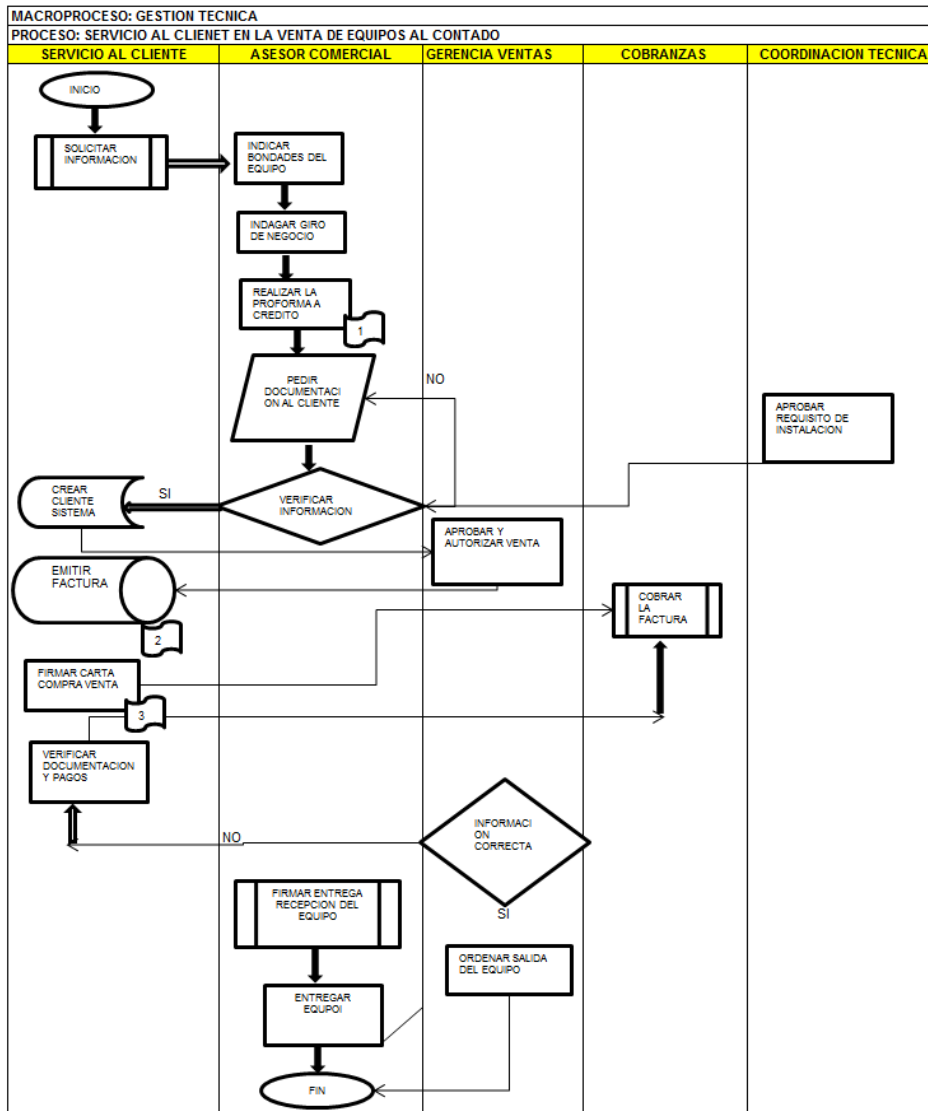 MACROPROCESO: GESTION TECNICA
PROCESO: SERVICIO AL CLIENET EN LA VENTA DE EQUIPOS AL CONTADO
SERVICIO AL CLIENTE
ASESOR COMERCIAL
GERENCIA VENTAS
COBRANZAS
COORDINACION TECNICA
INICIO
SOLICITAR
INFORMACION
INDICAR
BONDADES DEL
EQUIPO
INDAGAR GIRO
DE NEGOCIO
REALIZAR LA
PROFORMA A
CREDITO
1
PEDIR
DOCUMENTACI
ON AL CLIENTE
NO
APROBAR
REQUISITO DE
INSTALACION
CREAR
CLIENTE
SISTEMA
SI
VERIFICAR
INFORMACION
APROBAR Y
AUTORIZAR VENTA
EMITIR
FACTURA
2
COBRAR
LA
FACTURA
FIRMAR CARTA
COMPRA VENTA
3
VERIFICAR
DOCUMENTACION
Y PAGOS
NO
INFORMACI
ON
CORRECTA
SI
FIRMAR ENTREGA
RECEPCION DEL
EQUIPO
ORDENAR SALIDA
DEL EQUIPO
ENTREGAR
EQUPOI
FIN